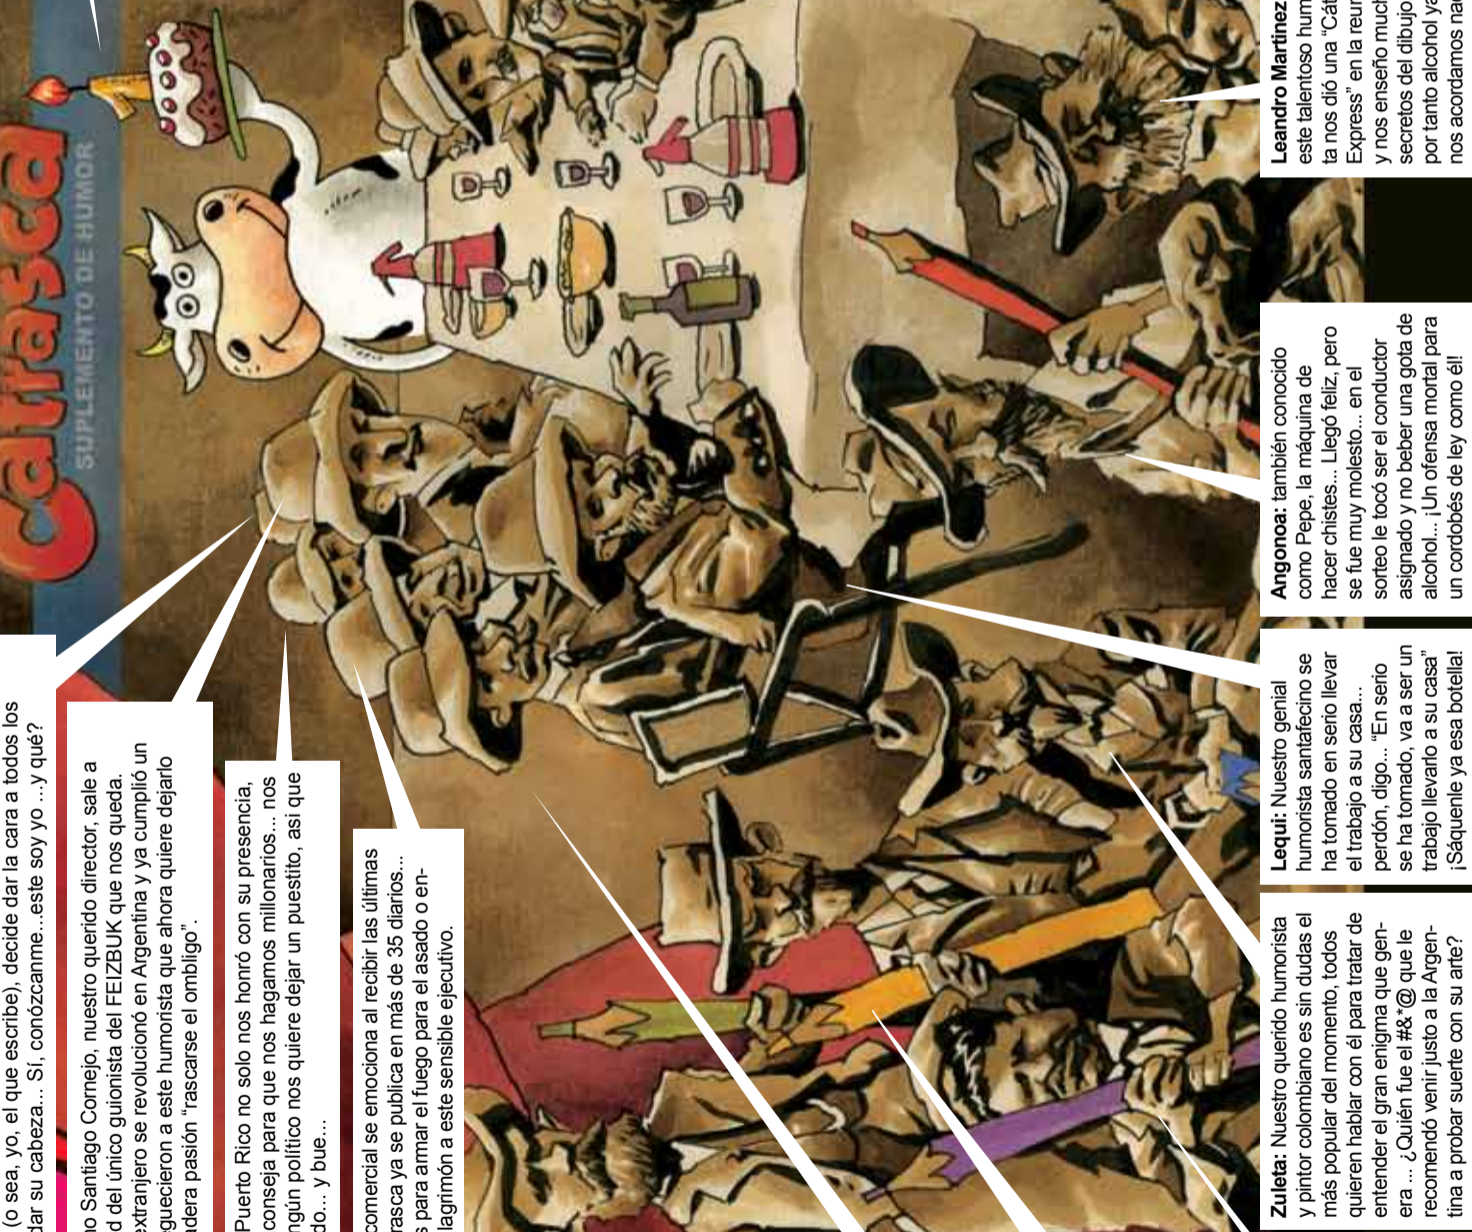 Catrasca
SUPLEMENTO DE HUMOR
(o sea, yo, el que escribe), decide dar la cara a todos los
dar su cabeza... Sí, conózcanme...este soy yo ...y qué?
no Santiago Cornejo, nuestro querido director, sale a
d del único guionista del FEIZBUK que nos queda.
extranjero se revolucionó en Argentina y ya cumplió un
guecieron a este humorista que ahora quiere dejarlo
adera pasión “rascarse el ombligo”.
Puerto Rico no solo nos honró con su presencia,
conseja para que nos hagamos millonarios... nos
ngún político nos quiere dejar un puestito, asi que
do... y bue...
comercial se emociona al recibir las últimas
rasca ya se publica en más de 35 diarios...
s para armar el fuego para el asado o en-
lagrimón a este sensible ejecutivo.
Zuleta: Nuestro querido humorista
y pintor colombiano es sin dudas el
más popular del momento, todos
quieren hablar con él para tratar de
entender el gran enigma que gen-
era ... ¿Quién fue el #&*@ que le
recomendó venir justo a la Argen-
tina a probar suerte con su arte?
Lequi: Nuestro genial
humorista santafecino se
ha tomado en serio llevar
el trabajo a su casa...
perdón, digo... “En serio
se ha tomado, va a ser un
trabajo llevarlo a su casa”
¡Sáquenle ya esa botella!
Angonoa: también conocido
como Pepe, la máquina de
hacer chistes... Llegó feliz, pero
se fue muy molesto... en el
sorteo le tocó ser el conductor
asignado y no beber una gota de
alcohol... ¡Un ofensa mortal para
un cordobés de ley como él!
Leandro Martinez
este talentoso hum
ta nos dió una “Cát
Express” en la reun
y nos enseño much
secretos del dibujo
por tanto alcohol ya
nos acordamos nad